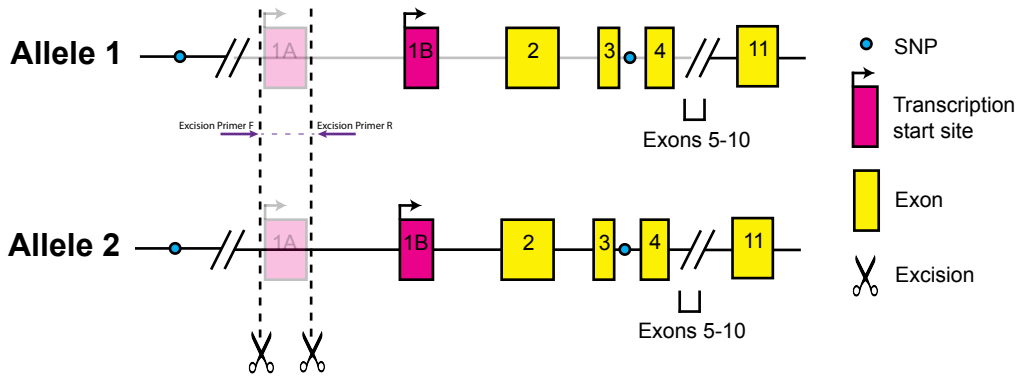 Allele 1
1A
1B
2
3
4
11
Excision Primer F
Excision Primer R
Exons 5-10
Allele 2
1A
1B
2
3
4
11
Exons 5-10
SNP
Transcription
start site
Exon
Excision